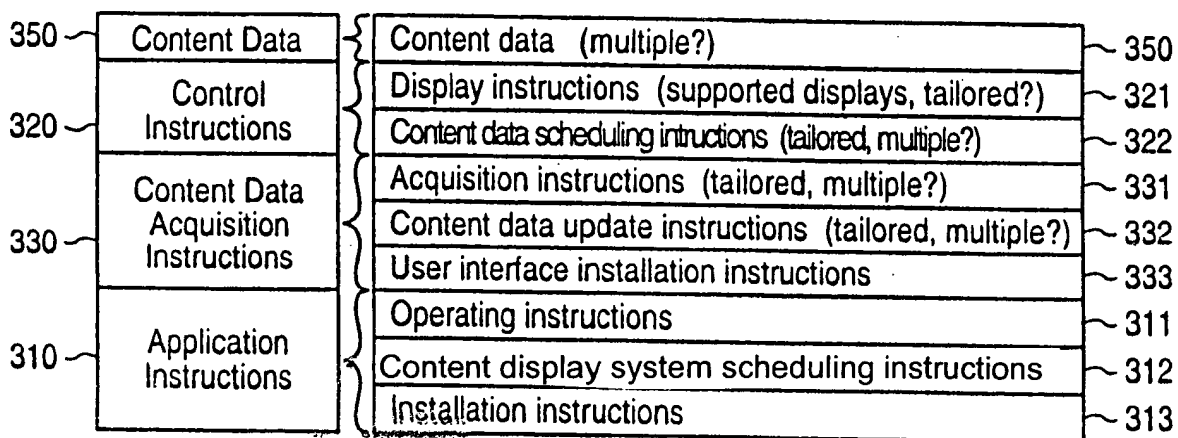 350 Content Data
Content data (multiple?) 350
320 Control
Instructions
Display instructions (supported displays, tailored?) 321
Content data scheduling intructions (tailored, multiple?) 322
330 Content Data
Acquisition
Instructions
Acquisition instructions (tailored, multiple?) 331
Content data update instructions (tailored, multiple?) 332
User interface installation instructions 333
310 Application
Instructions
Operating instructions 311
Content display system scheduling instructions 312
Installation instructions 313